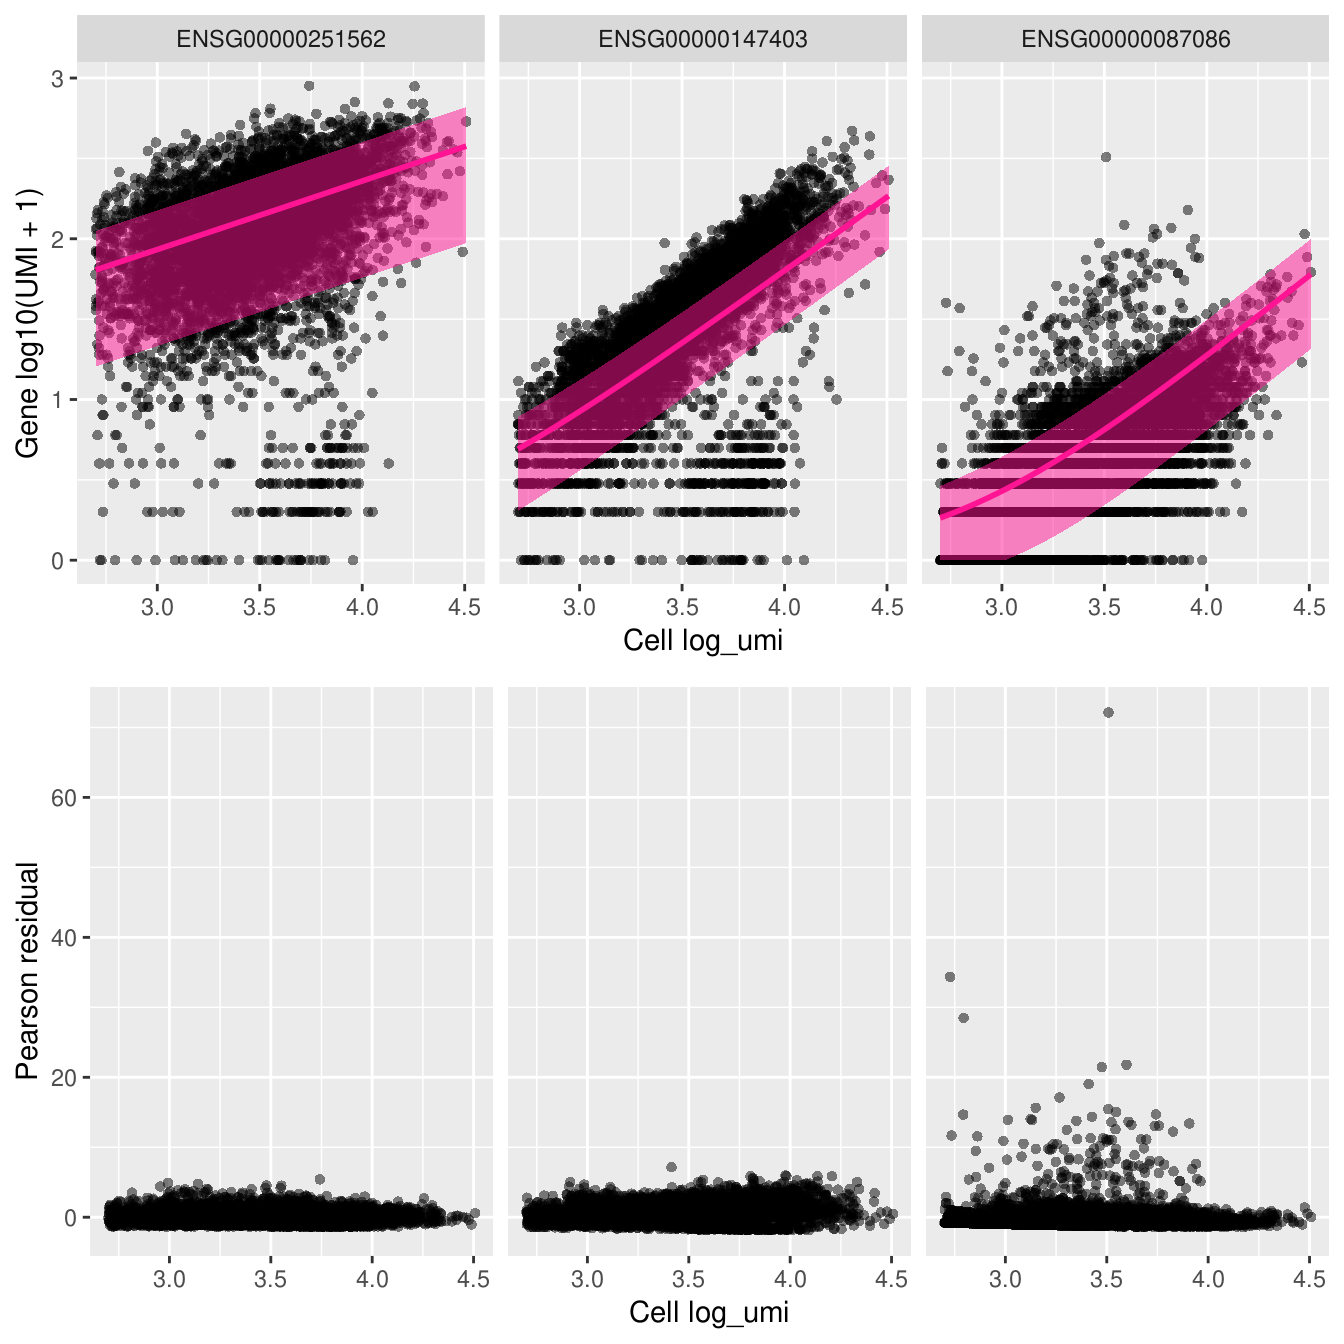 ENSG00000251562 ENSG00000147403 ENSG00000087086
Gene log10(UMI + 1)
3
2
1
0
3.0 3.5 4.0 4.5 3.0 3.5 4.0 4.5 3.0 3.5 4.0 4.5
Cell log_umi
Pearson residual
60
40
20
0
3.0 3.5 4.0 4.5 3.0 3.5 4.0 4.5 3.0 3.5 4.0 4.5
Cell log_umi